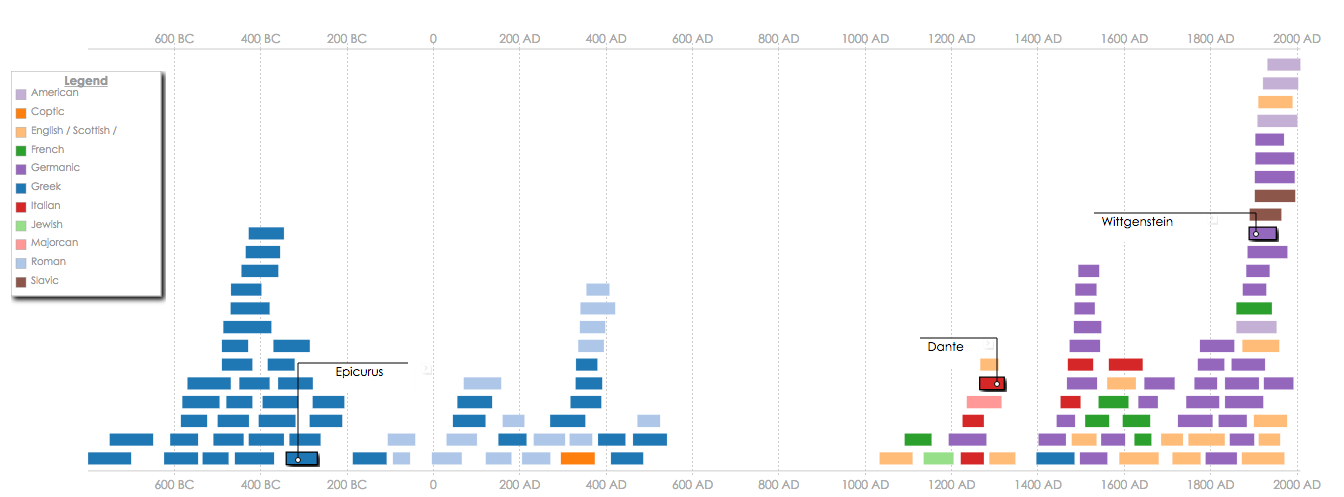 600 BC 400 BC 200 BC 0 200 AD 400 AD 600 AD 800 AD 1000 AD 1200 AD 1400 AD 1600 AD 1800 AD 2000 AD
Legend
American
Coptic
English / Scottish /
French
Germanic
Greek
Italian
Jewish
Majorcan
Roman
Slavic
Wittgenstein
Dante
Epicurus
600 BC 400 BC 200 BC 0 200 AD 400 AD 600 AD 800 AD 1000 AD 1200 AD 1400 AD 1600 AD 1800 AD 2000 AD